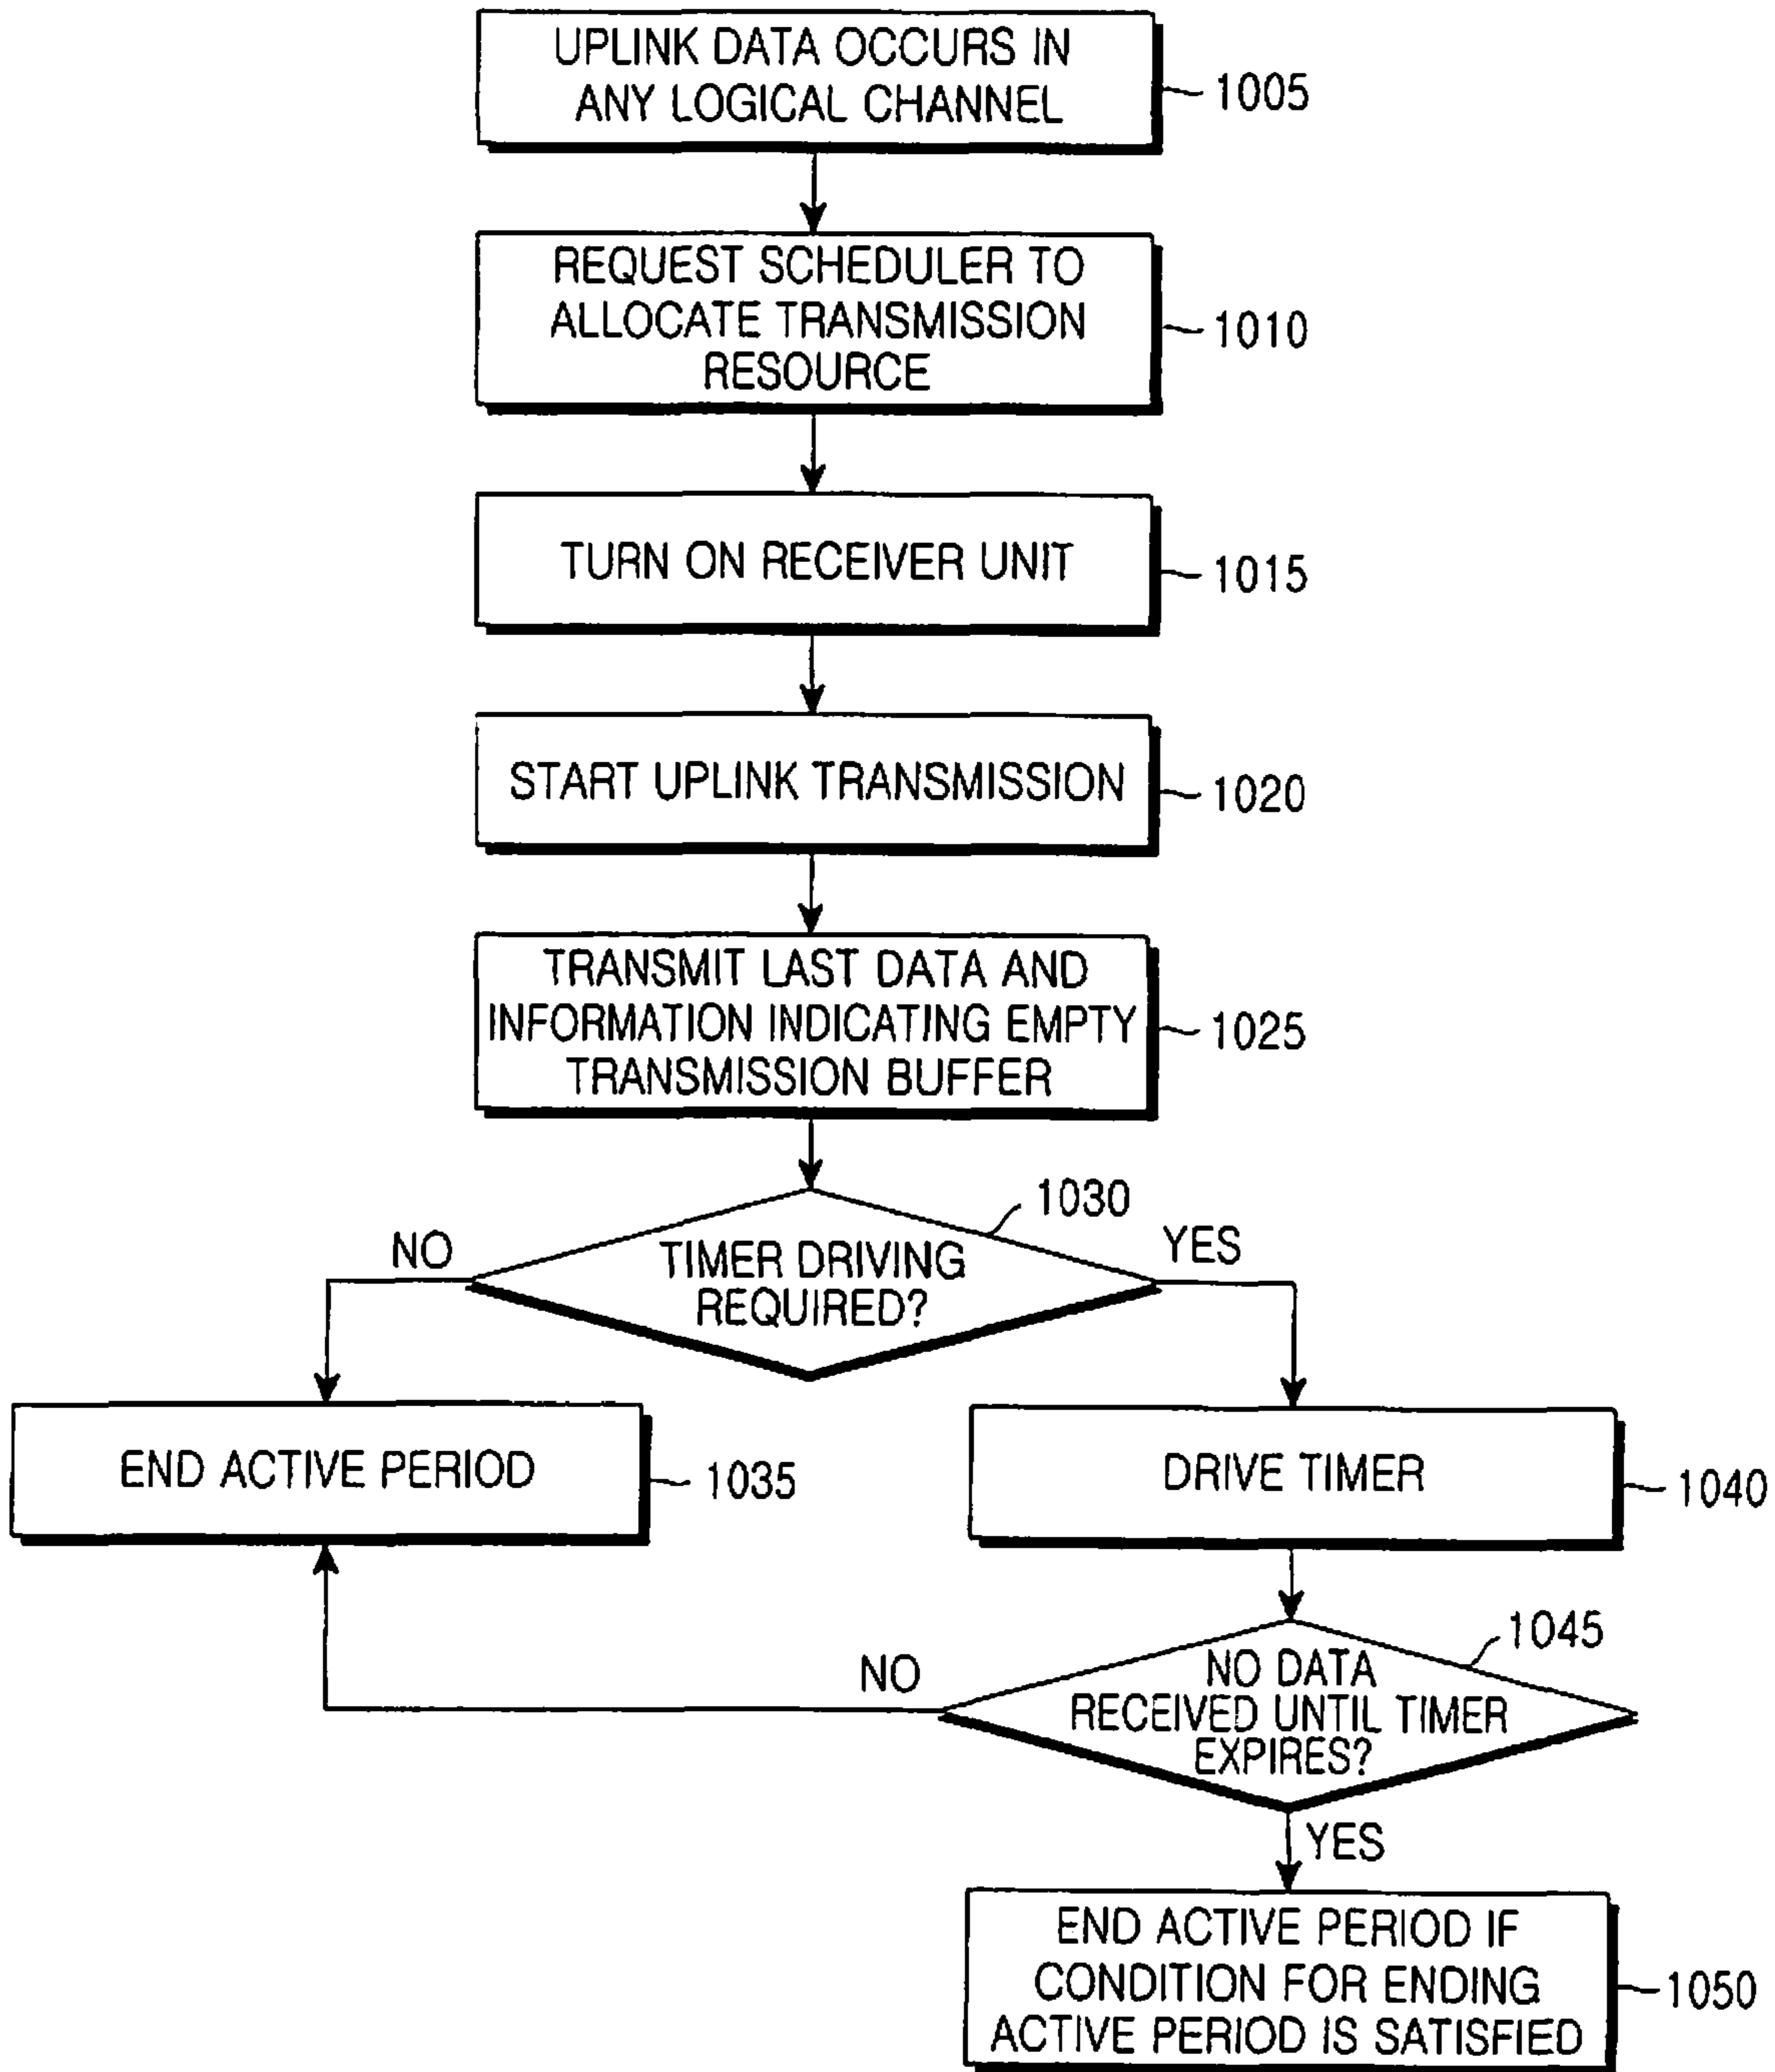 UPLINK DATA OCCURS IN
ANY LOGICAL CHANNEL
1005
REQUEST SCHEDULER TO
ALLOCATE TRANSMISSION
RESOURCE
1010
TURN ON RECEIVER UNIT
1015
START UPLINK TRANSMISSION
1020
TRANSMIT LAST DATA AND
INFORMATION INDICATING EMPTY
TRANSMISSION BUFFER
1025
1030
NO
YES
TIMER DRIVING
REQUIRED?
END ACTIVE PERIOD
1035
DRIVE TIMER
1040
1045
NO
NO DATA
RECEIVED UNTIL TIMER
EXPIRES?
YES
END ACTIVE PERIOD IF
CONDITION FOR ENDING
ACTIVE PERIOD IS SATISFIED
1050